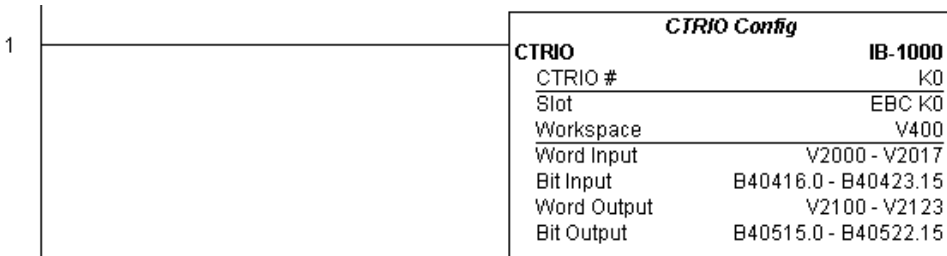 CTRIO Config
1
CTRIO IB-1000
CTRIO # K0
Slot EBC K0
Workspace V400
Word Input V2000 - V2017
Bit Input B40416.0 - B40423.15
Word Output V2100 - V2123
Bit Output B40515.0 - B40522.15